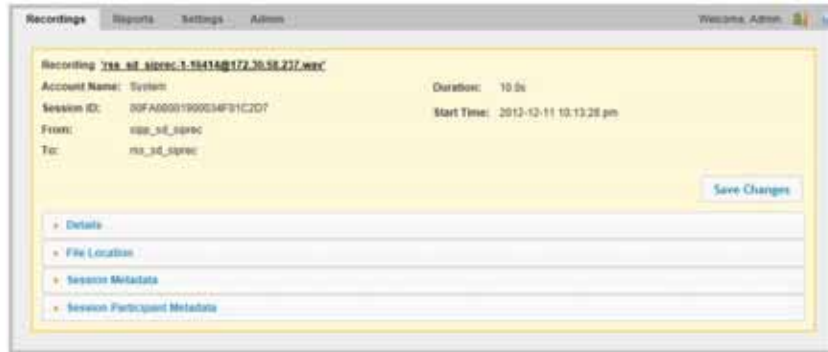 Recordings Reports Settings Admin Welcome, Admin
Recording 'rss_sd_siprec-1-16414@172.30.58.237.wav'
Account Name: System Duration: 10.0s
Session ID: Start Time: 2012-12-11 10:13:28 pm
From: sipp_sd_siprec
To: rss_sd_siprec
Save Changes
Details
File Location
Session Metadata
Session Participant Metadata